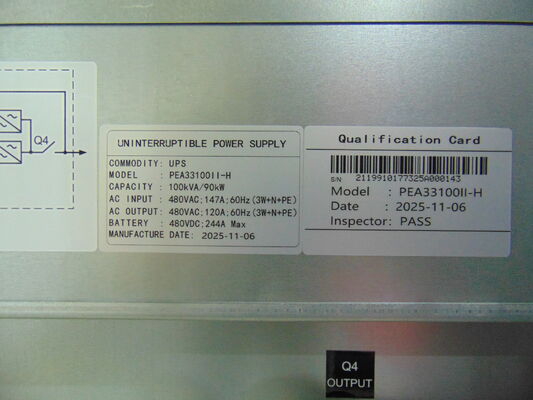 Q4
UNINTERRUPTIBLE POWER SUPPLY
COMMODITY: UPS
MODEL : PEA33100II-H
CAPACITY : 100kVA/90kW
AC INPUT : 480VAC;147A;60Hz(3W+N+PE)
AC OUTPUT: 480VAC;120A;60Hz(3W+N+PE)
BATTERY : 480VDC;244A Max
MANUFACTURE DATE: 2025-11-06
Qualification Card
S/N 2119910177325A000143
Model : PEA33100II-H
Date : 2025-11-06
Inspector: PASS
Q4
OUTPUT